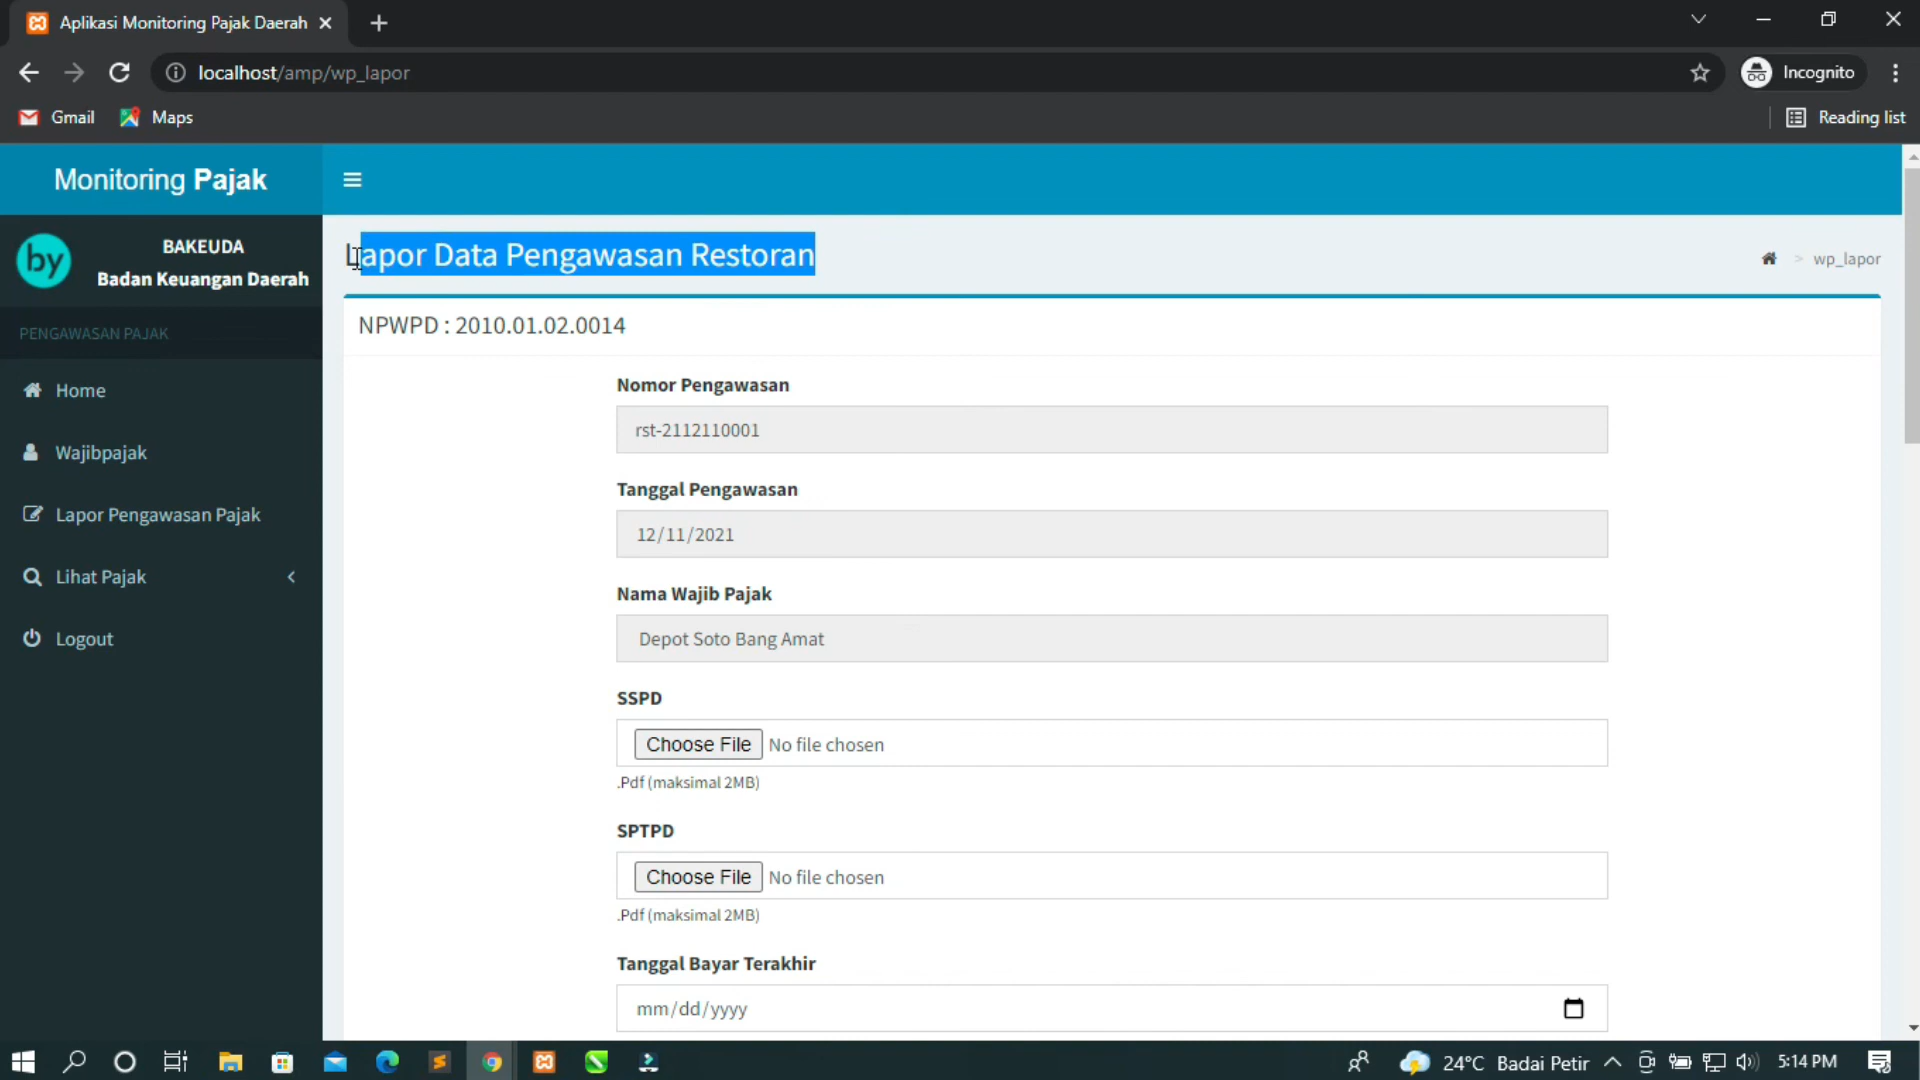 Aplikasi Monitoring Pajak Daerah
localhost/amp/wp_lapor
Incognito
Gmail
Maps
Reading list
Monitoring Pajak
by
BAKEUDA
Badan Keuangan Daerah
PENGAWASAN PAJAK
Home
Wajibpajak
Lapor Pengawasan Pajak
Lihat Pajak
Logout
Lapor Data Pengawasan Restoran
> wp_lapor
NPWPD : 2010.01.02.0014
Nomor Pengawasan
rst-2112110001
Tanggal Pengawasan
12/11/2021
Nama Wajib Pajak
Depot Soto Bang Amat
SSPD
Choose File No file chosen
.Pdf (maksimal 2MB)
SPTPD
Choose File No file chosen
.Pdf (maksimal 2MB)
Tanggal Bayar Terakhir
mm/dd/yyyy
24°C Badai Petir
5:14 PM